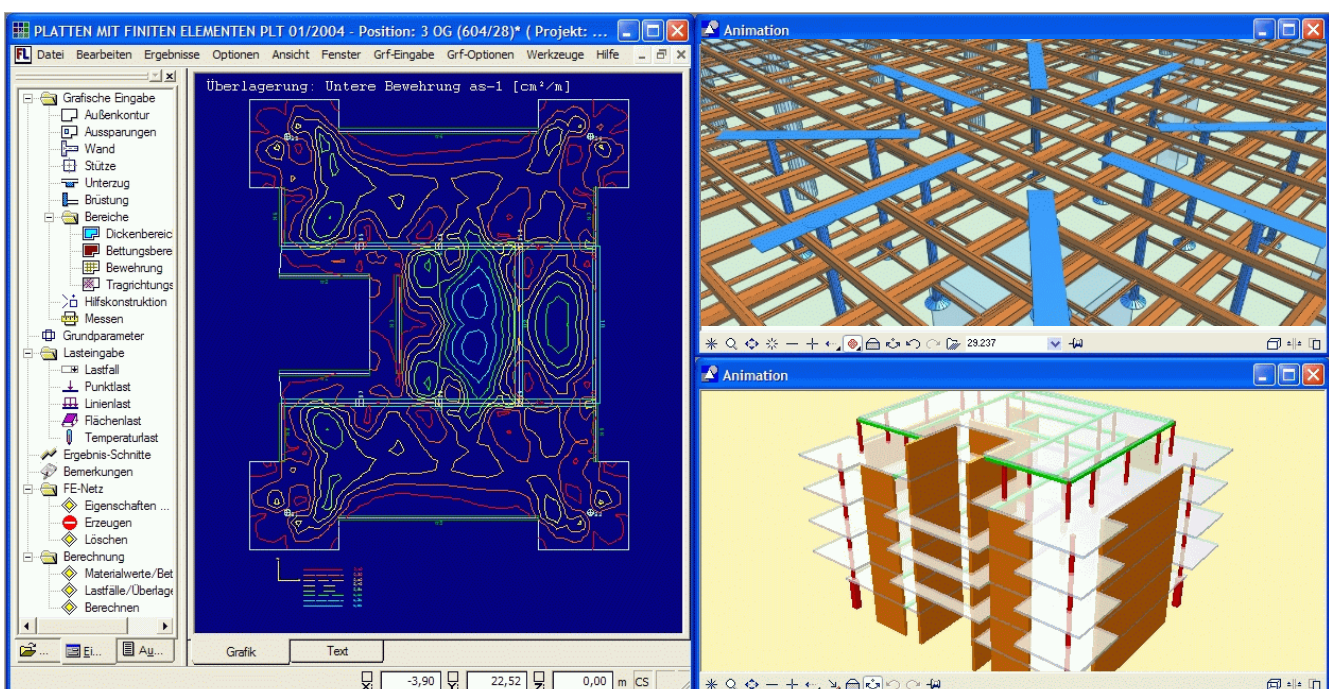 PLATTEN MIT FINITEN ELEMENTEN PLT 01/2004 - Position: 3 OG (604/28)* ( Projekt: ...
FL Datei Bearbeiten Ergebnisse Optionen Ansicht Fenster Grf-Eingabe Grf-Optionen Werkzeuge Hilfe
Grafische Eingabe
Außenkontur
Aussparungen
Wand
Stütze
Unterzug
Brüstung
Bereiche
Dickenbereic
Bettungsbere
Bewehrung
Tragrichtungs
Hilfskonstruktion
Messen
Grundparameter
Lasteingabe
Lastfall
Punktlast
Linienlast
Flächenlast
Temperaturlast
Ergebnis-Schnitte
Bemerkungen
FE-Netz
Eigenschaften ...
Erzeugen
Löschen
Berechnung
Materialwerte/Bet
Lastfälle/Überlage
Berechnen
... Ei... Au...
Überlagerung: Untere Bewehrung as-1 [cm²/m]
Grafik Text
X: -3,90 Y: 22,52 Z: 0,00 m CS
Animation
29.237
Animation